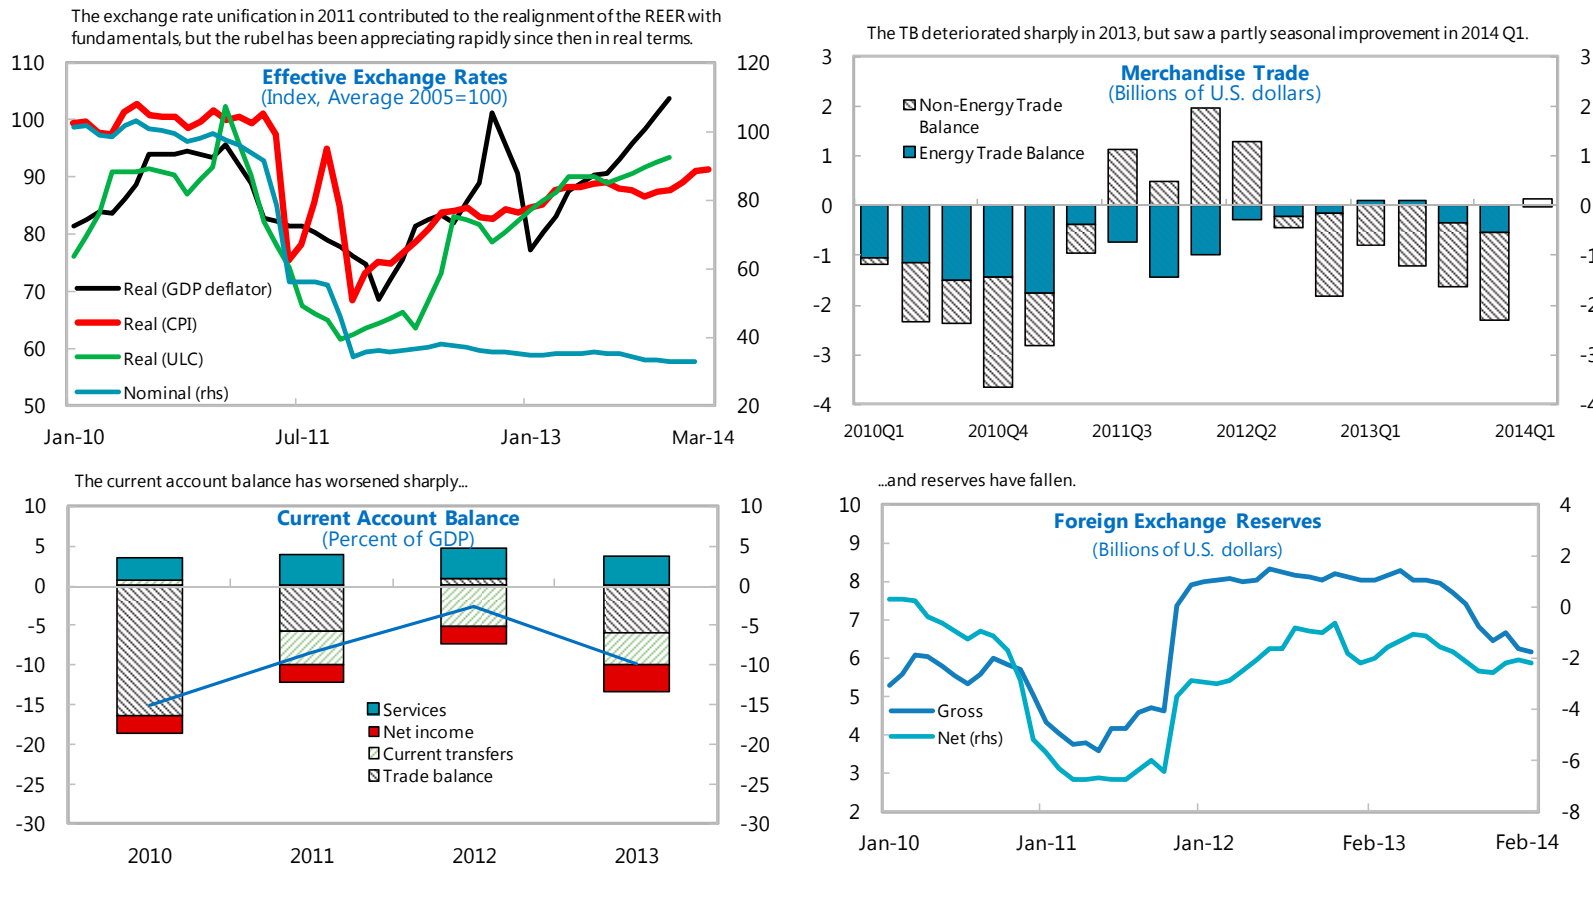 The exchange rate unification in 2011 contributed to the realignment of the REER with
fundamentals, but the rubel has been appreciating rapidly since then in real terms.
Effective Exchange Rates
(Index, Average 2005=100)
110
100
90
80
70
60
50
120
100
80
60
40
20
Real (GDP deflator)
Real (CPI)
Real (ULC)
Nominal (rhs)
Jan-10
Jul-11
Jan-13
Mar-14
The TB deteriorated sharply in 2013, but saw a partly seasonal improvement in 2014 Q1.
Merchandise Trade
(Billions of U.S. dollars)
3
2
1
0
-1
-2
-3
-4
3
2
1
0
-1
-2
-3
-4
Non-Energy Trade
Balance
Energy Trade Balance
2010Q1
2010Q4
2011Q3
2012Q2
2013Q1
2014Q1
The current account balance has worsened sharply...
Current Account Balance
(Percent of GDP)
10
5
0
-5
-10
-15
-20
-25
-30
10
5
0
-5
-10
-15
-20
-25
-30
Services
Net income
Current transfers
Trade balance
2010
2011
2012
2013
...and reserves have fallen.
Foreign Exchange Reserves
(Billions of U.S. dollars)
10
9
8
7
6
5
4
3
2
4
2
0
-2
-4
-6
-8
Gross
Net (rhs)
Jan-10
Jan-11
Jan-12
Feb-13
Feb-14